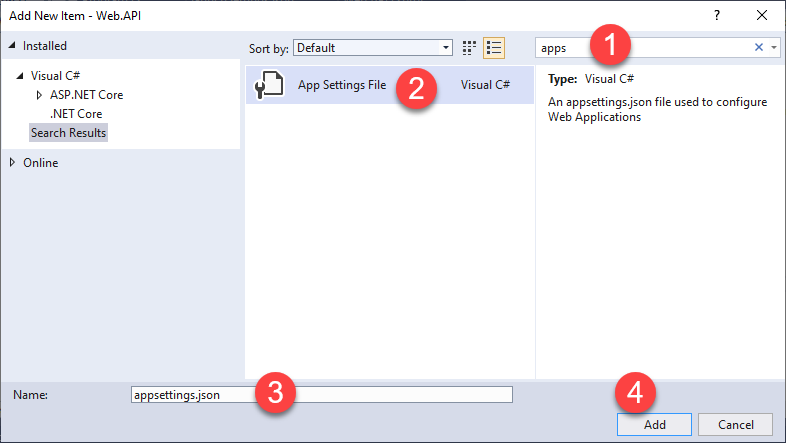 Add New Item - Web.API
? 
Installed
Sort by: Default
apps
1
Visual C#
ASP.NET Core
.NET Core
Search Results
Online
App Settings File
2
Visual C#
Type: Visual C#
An appsettings.json file used to configure
Web Applications
Name: appsettings.json
3
4
Add
Cancel